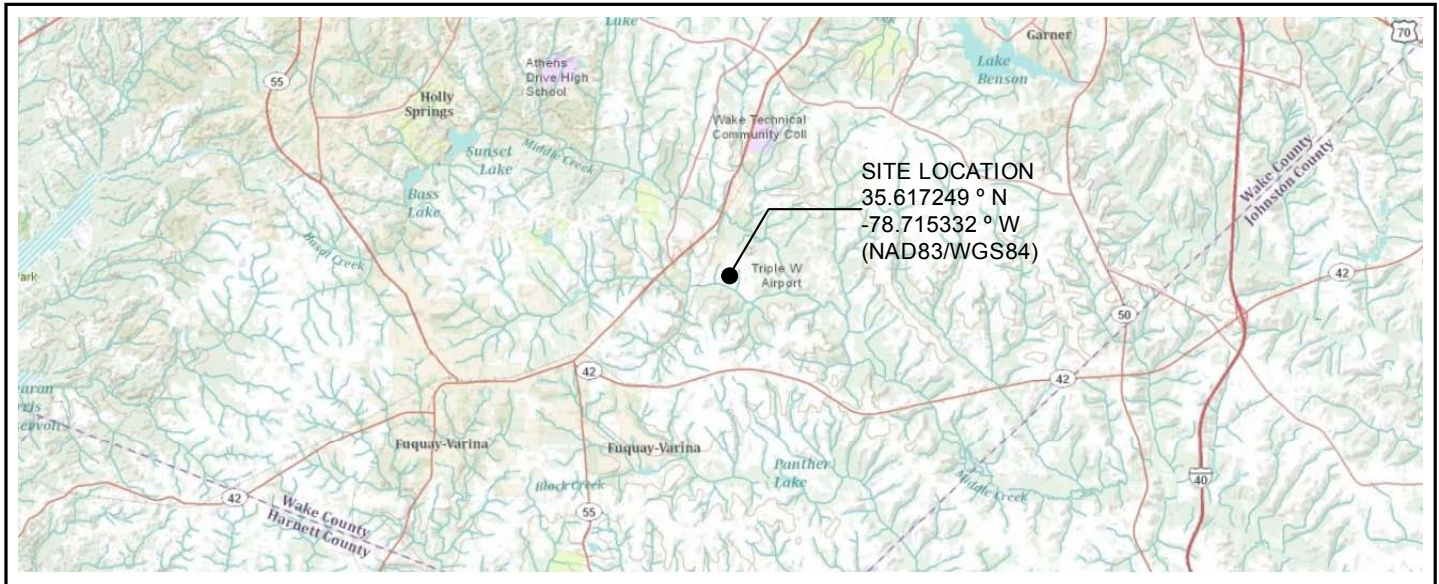 Lake
Garner
70
Athens
Drive High
School
Lake
Benson
55
Holly
Springs
Wake Technical
Community Coll
Sunset
Lake
Middle Creek
SITE LOCATION
35.617249 º N
-78.715332 º W
(NAD83/WGS84)
Wake County
Johnston County
Bass
Lake
Triple W
Airport
ark
42
50
42
42
42
Fuquay-Varina
Fuquay-Varina
Panther
Lake
Middle Creek
40
Black Creek
42
Wake County
Harnett County
55